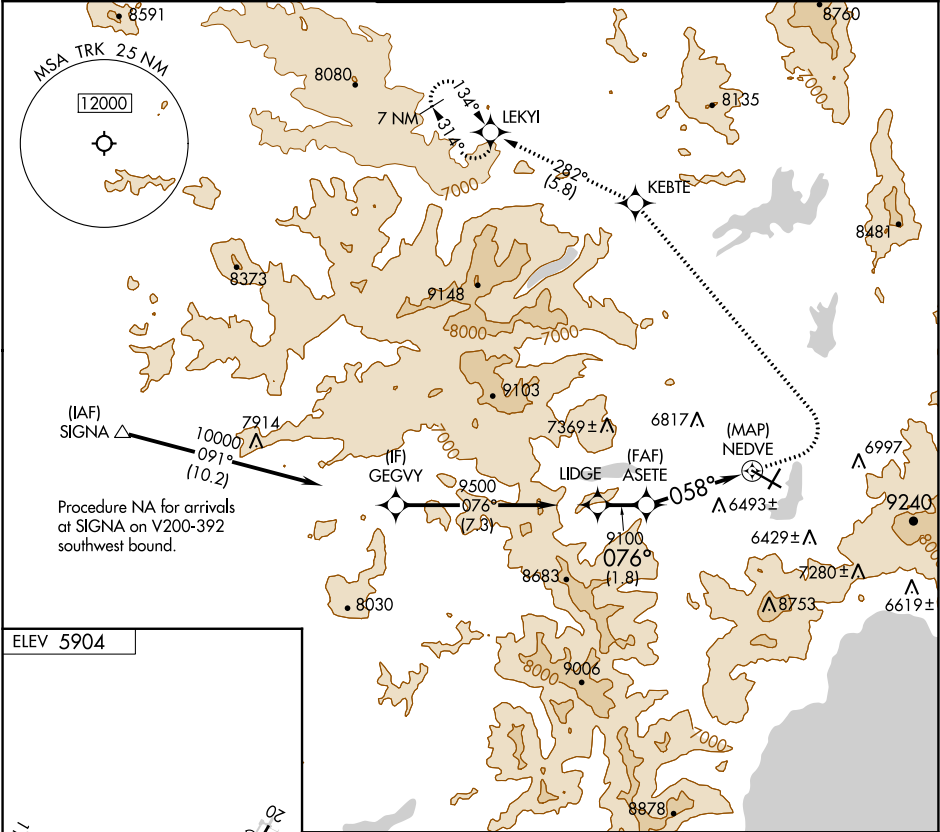 8591
8760
MSA TRK 25 NM
12000
8080
7 NM
134°
314°
LEKYI
7000
8135
7000
282°
(5.8)
KEBTE
8481
8373
9148
8000
7000
9103
(IAF)
SIGNA
10000
7914
091°
(10.2)
7000
7369±
6817
(MAP)
NEDVE
6997
(IF)
GEGVY
9500
076°
(7.3)
LIDGE
(FAF)
ASETE
058°
6493±
9240
Procedure NA for arrivals
at SIGNA on V200-392
southwest bound.
9100
076°
(1.8)
6429±
7280±
8683
8030
8753
6619±
ELEV 5904
8000
9006
7000
8878
20